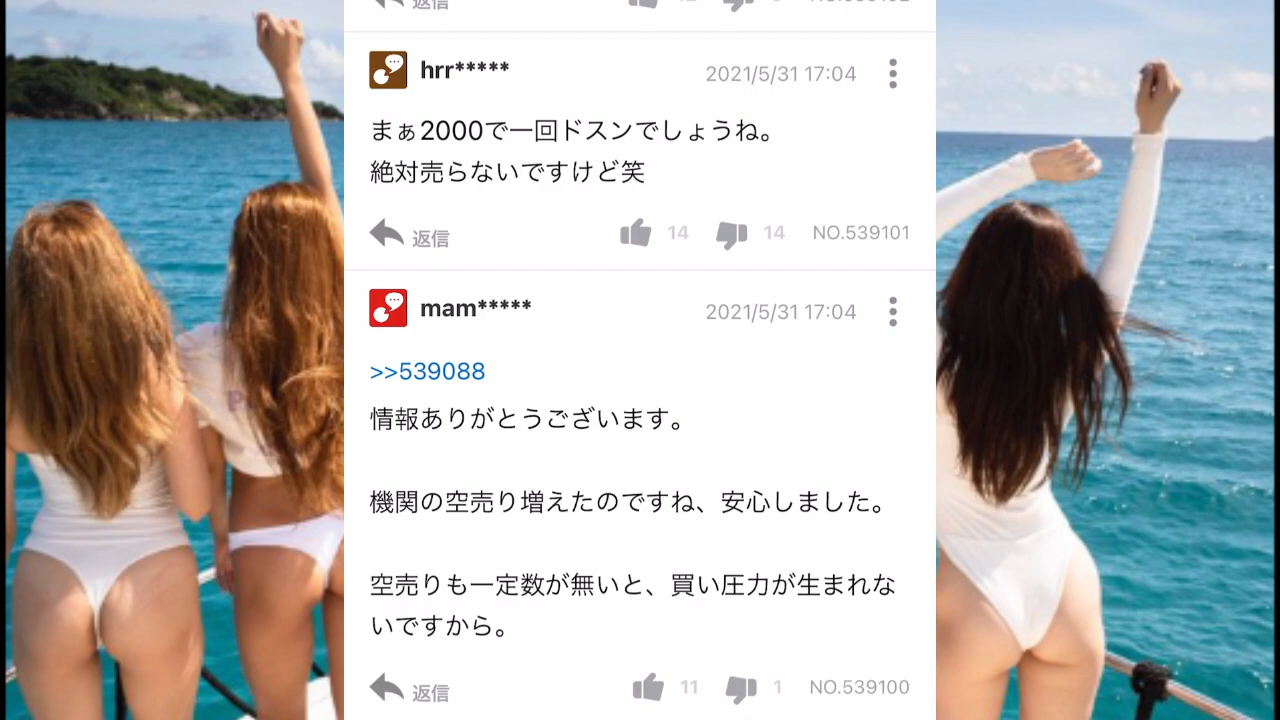 返信
hrr***** 2021/5/31 17:04
まぁ2000で一回ドスンでしょうね。
絶対売らないですけど笑
返信 14 14 NO.539101
mam***** 2021/5/31 17:04
>>539088
情報ありがとうございます。
機関の空売り増えたのですね、安心しました。
空売りも一定数が無いと、買い圧力が生まれな
いですから。
返信 11 1 NO.539100